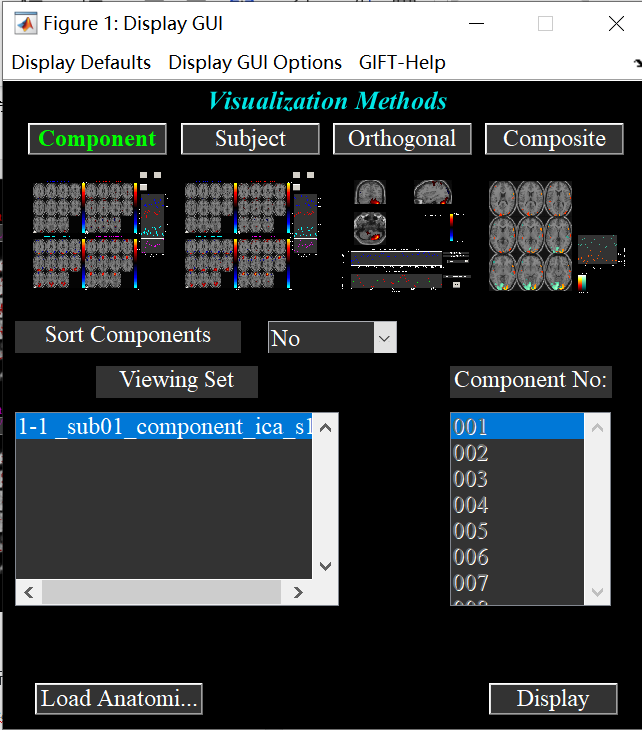 Figure 1: Display GUI
Display Defaults Display GUI Options GIFT-Help
Visualization Methods
Component Subject Orthogonal Composite
Sort Components No
Viewing Set Component No:
1-1 _sub01_component_ica_s1
001
002
003
004
005
006
007
Load Anatomi... Display